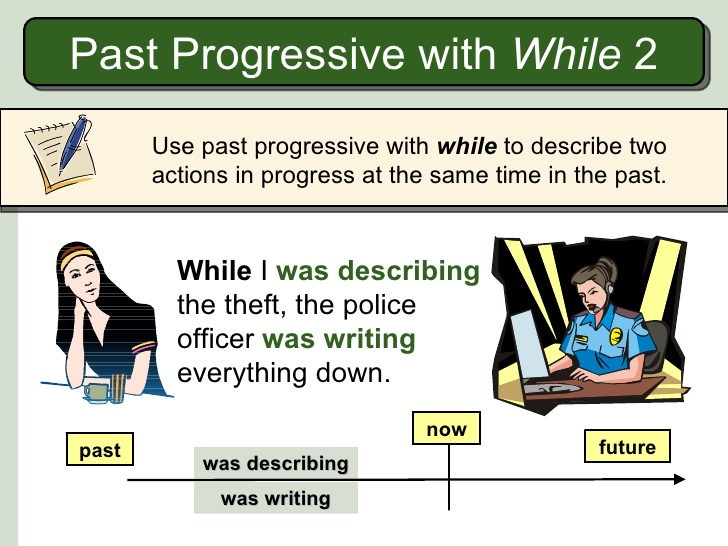 Past Progressive with While 2
Use past progressive with while to describe two
actions in progress at the same time in the past.
While I was describing
the theft, the police
officer was writing
everything down.
now
past
future
was describing
was writing